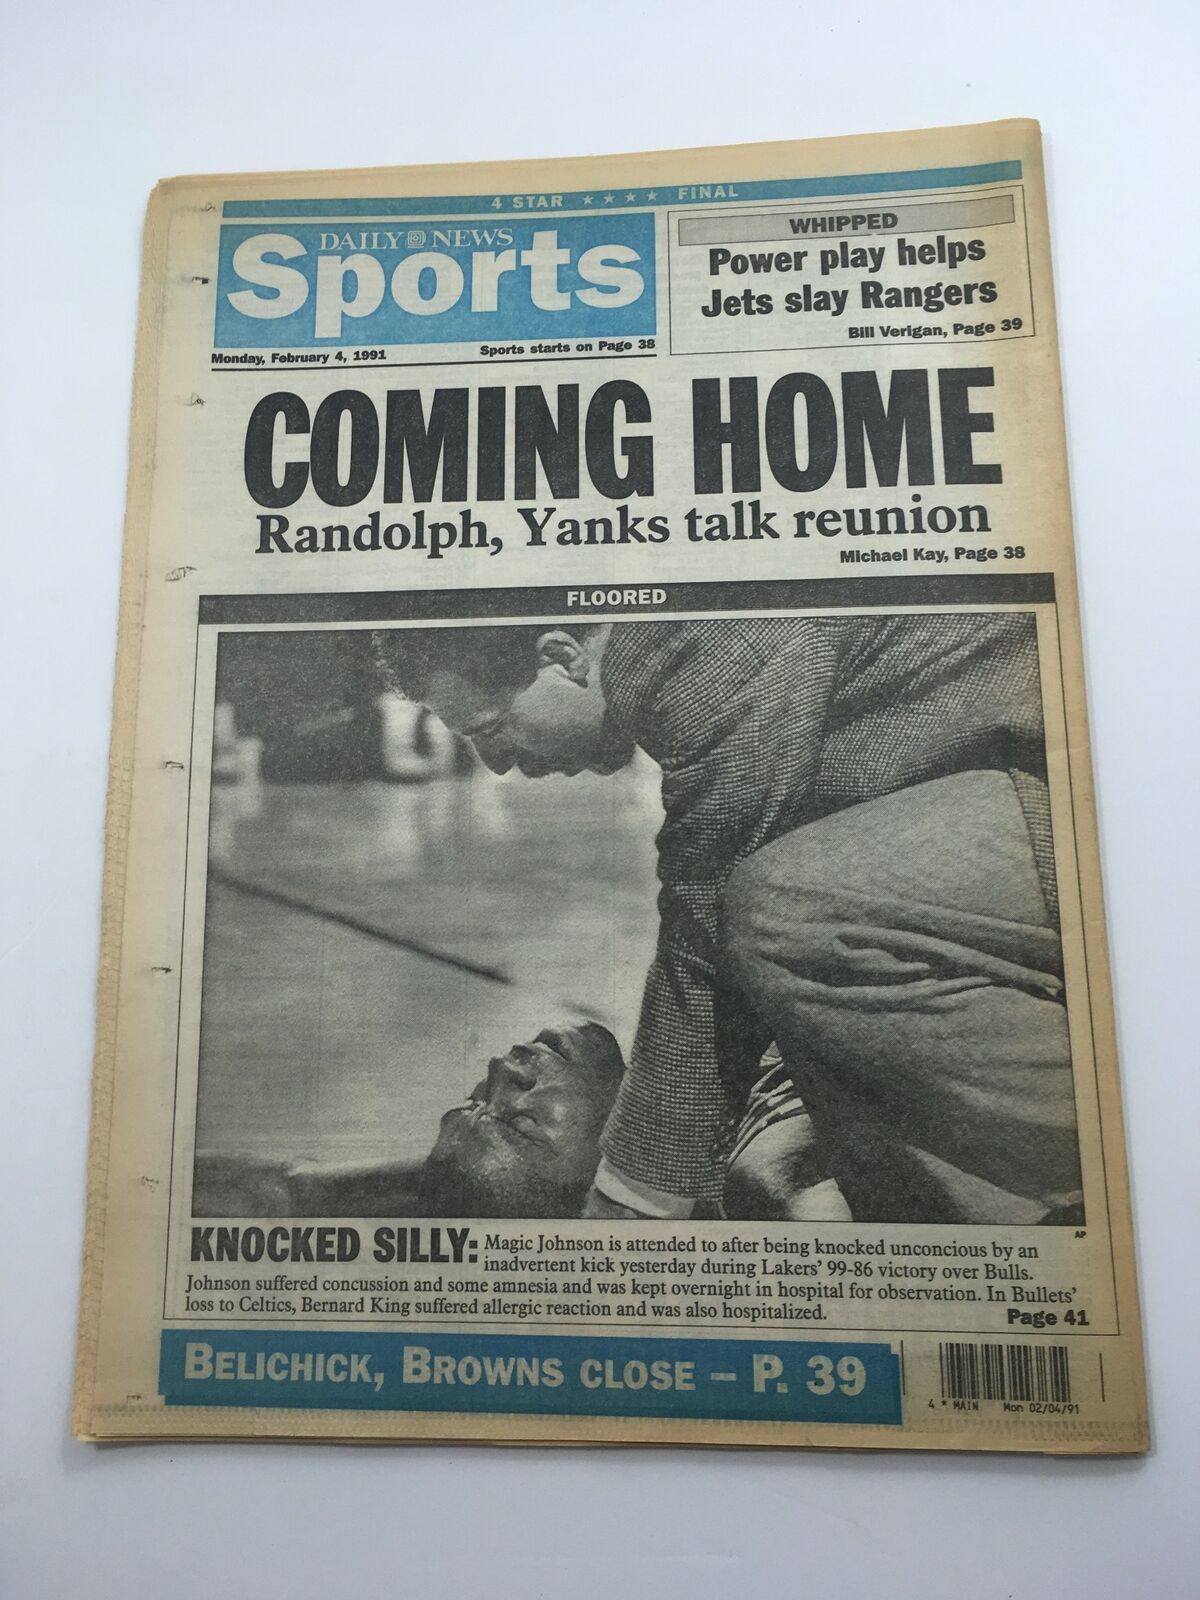 4 STAR ★ ★ ★ ★ FINAL
DAILY NEWS
Sports
Monday, February 4, 1991
Sports starts on Page 38
WHIPPED
Power play helps
Jets slay Rangers
Bill Verigan, Page 39
COMING HOME
Randolph, Yanks talk reunion
Michael Kay, Page 38
FLOORED
AP
KNOCKED SILLY: Magic Johnson is attended to after being knocked unconcious by an
inadvertent kick yesterday during Lakers' 99-86 victory over Bulls.
Johnson suffered concussion and some amnesia and was kept overnight in hospital for observation. In Bullets'
loss to Celtics, Bernard King suffered allergic reaction and was also hospitalized.
Page 41
BELICHICK, BROWNS CLOSE – P. 39
4 * MAIN Mon 02/04/91